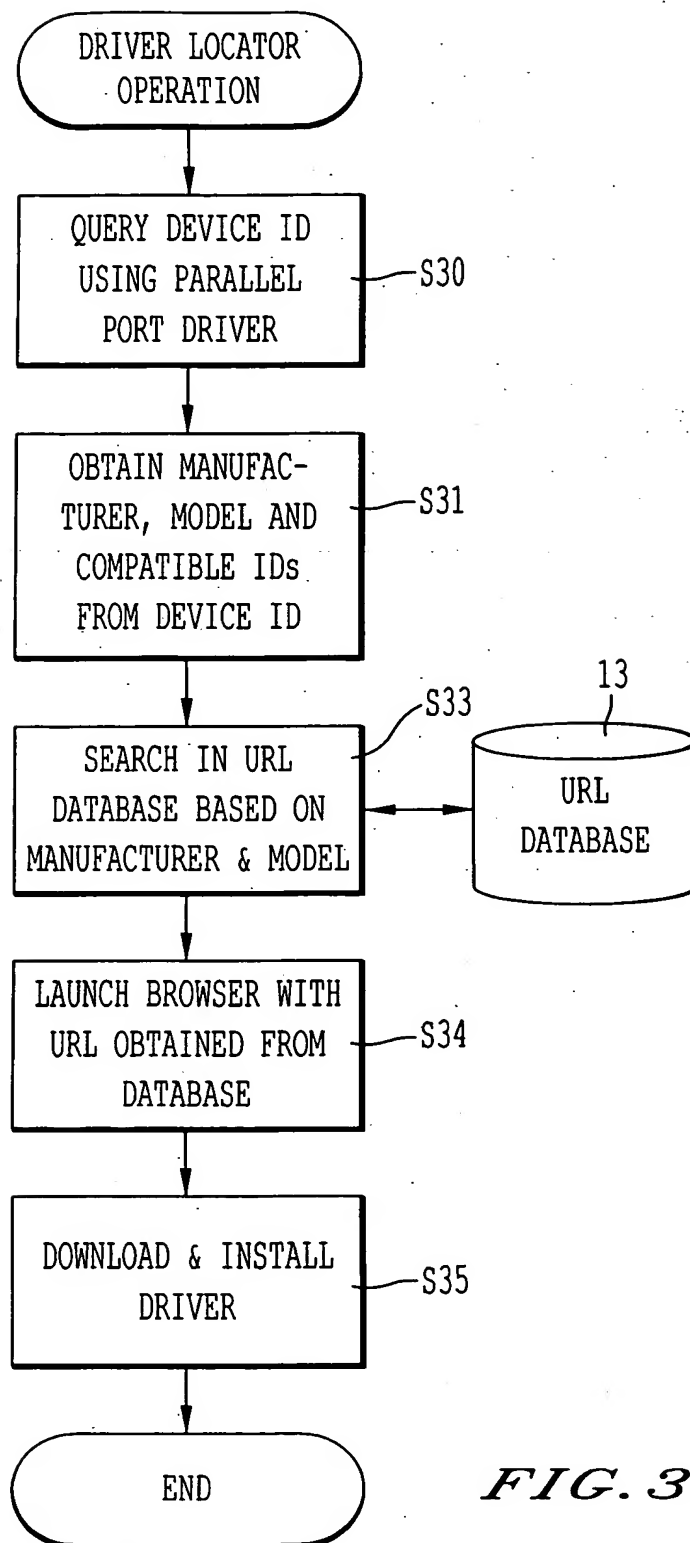 DRIVER LOCATOR
OPERATION
QUERY DEVICE ID
USING PARALLEL
PORT DRIVER
S30
OBTAIN MANUFAC-
TURER, MODEL AND
COMPATIBLE IDs
FROM DEVICE ID
S31
SEARCH IN URL
DATABASE BASED ON
MANUFACTURER & MODEL
S33
13
URL
DATABASE
LAUNCH BROWSER WITH
URL OBTAINED FROM
DATABASE
S34
DOWNLOAD & INSTALL
DRIVER
S35
END
FIG. 3